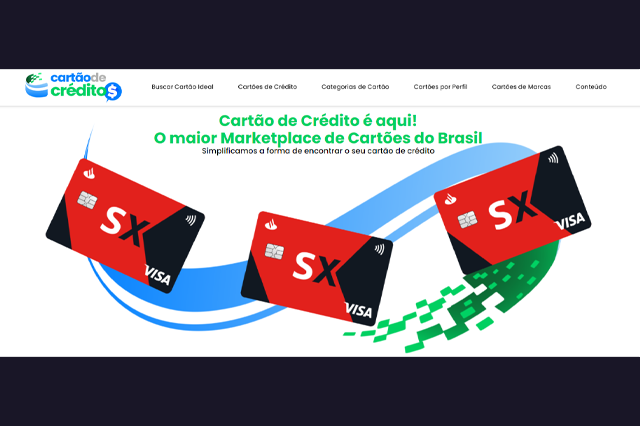 cartãode
crédito$
Buscar Cartão Ideal
Cartões de Crédito
Categorias de Cartão
Cartões por Perfil
Cartões de Marcas
Conteúdo
Cartão de Crédito é aqui!
O maior Marketplace de Cartões do Brasil
Simplificamos a forma de encontrar o seu cartão de crédito
SX
VISA
SX
VISA
SX
VISA